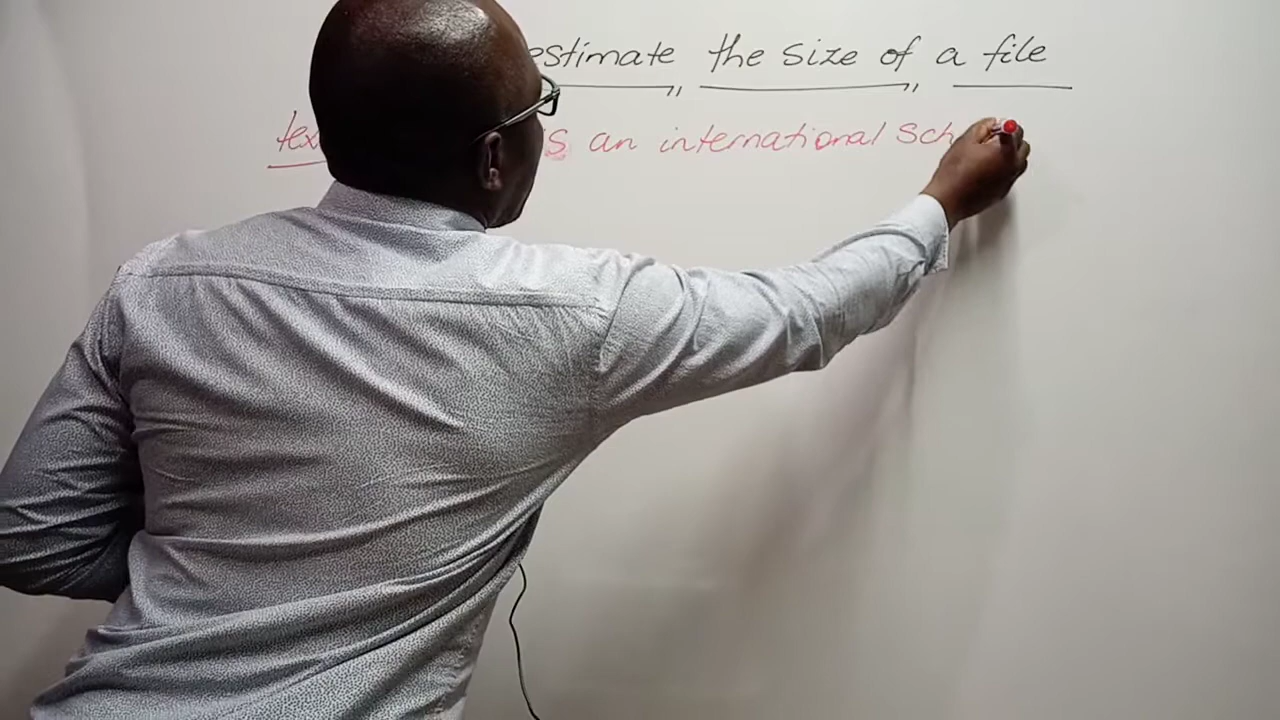 estimate the size of a file
s an international Sch